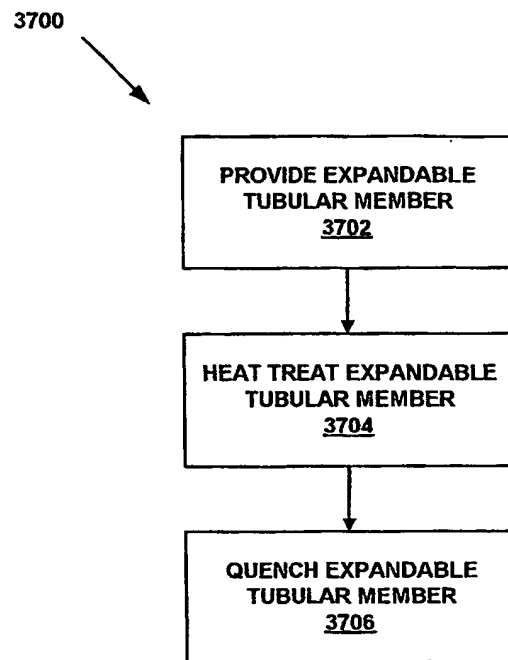 3700
PROVIDE EXPANDABLE
TUBULAR MEMBER
3702
HEAT TREAT EXPANDABLE
TUBULAR MEMBER
3704
QUENCH EXPANDABLE
TUBULAR MEMBER
3706